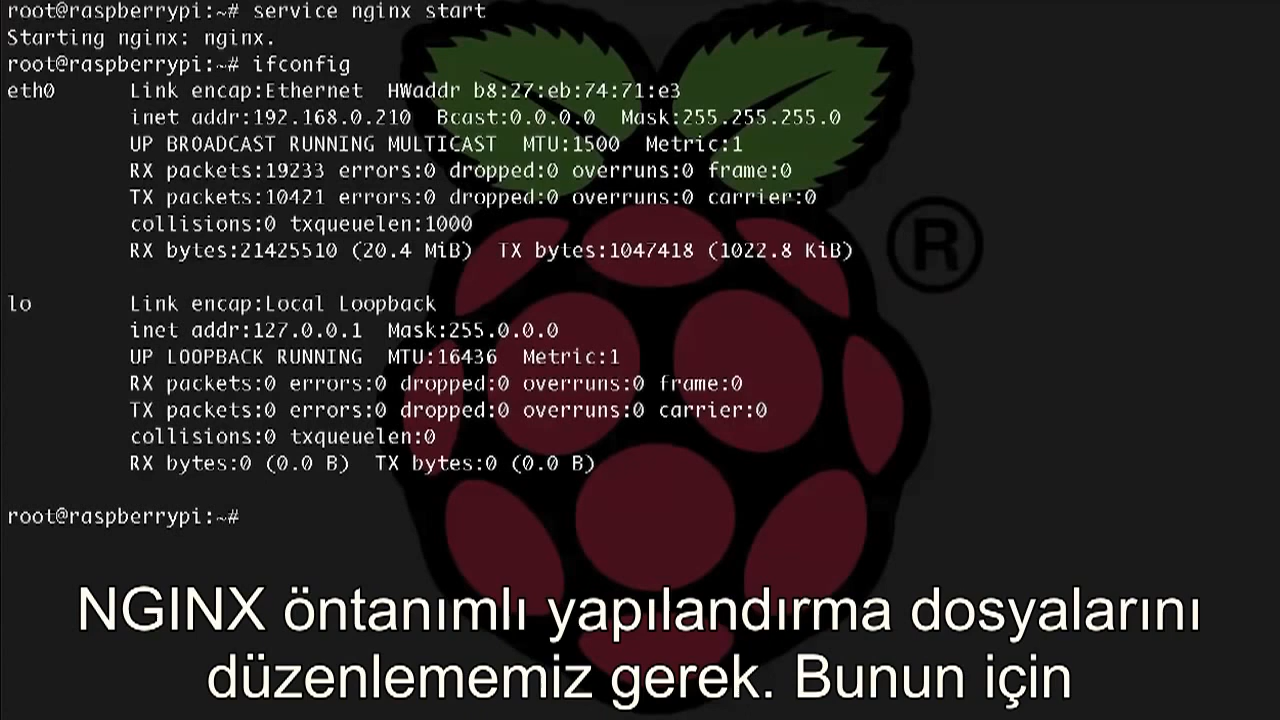 root@raspberrypi:~# service nginx start
Starting nginx: nginx.
root@raspberrypi:~# ifconfig
eth0      Link encap:Ethernet  HWaddr b8:27:eb:74:71:e3
          inet addr:192.168.0.210  Bcast:0.0.0.0  Mask:255.255.255.0
          UP BROADCAST RUNNING MULTICAST  MTU:1500  Metric:1
          RX packets:19233 errors:0 dropped:0 overruns:0 frame:0
          TX packets:10421 errors:0 dropped:0 overruns:0 carrier:0
          collisions:0 txqueuelen:1000
          RX bytes:21425510 (20.4 MiB)  TX bytes:1047418 (1022.8 KiB)
lo        Link encap:Local Loopback
          inet addr:127.0.0.1  Mask:255.0.0.0
          UP LOOPBACK RUNNING  MTU:16436  Metric:1
          RX packets:0 errors:0 dropped:0 overruns:0 frame:0
          TX packets:0 errors:0 dropped:0 overruns:0 carrier:0
          collisions:0 txqueuelen:0
          RX bytes:0 (0.0 B)  TX bytes:0 (0.0 B)
root@raspberrypi:~#
®
NGINX öntanımlı yapılandırma dosyalarını
düzenlememiz gerek. Bunun için